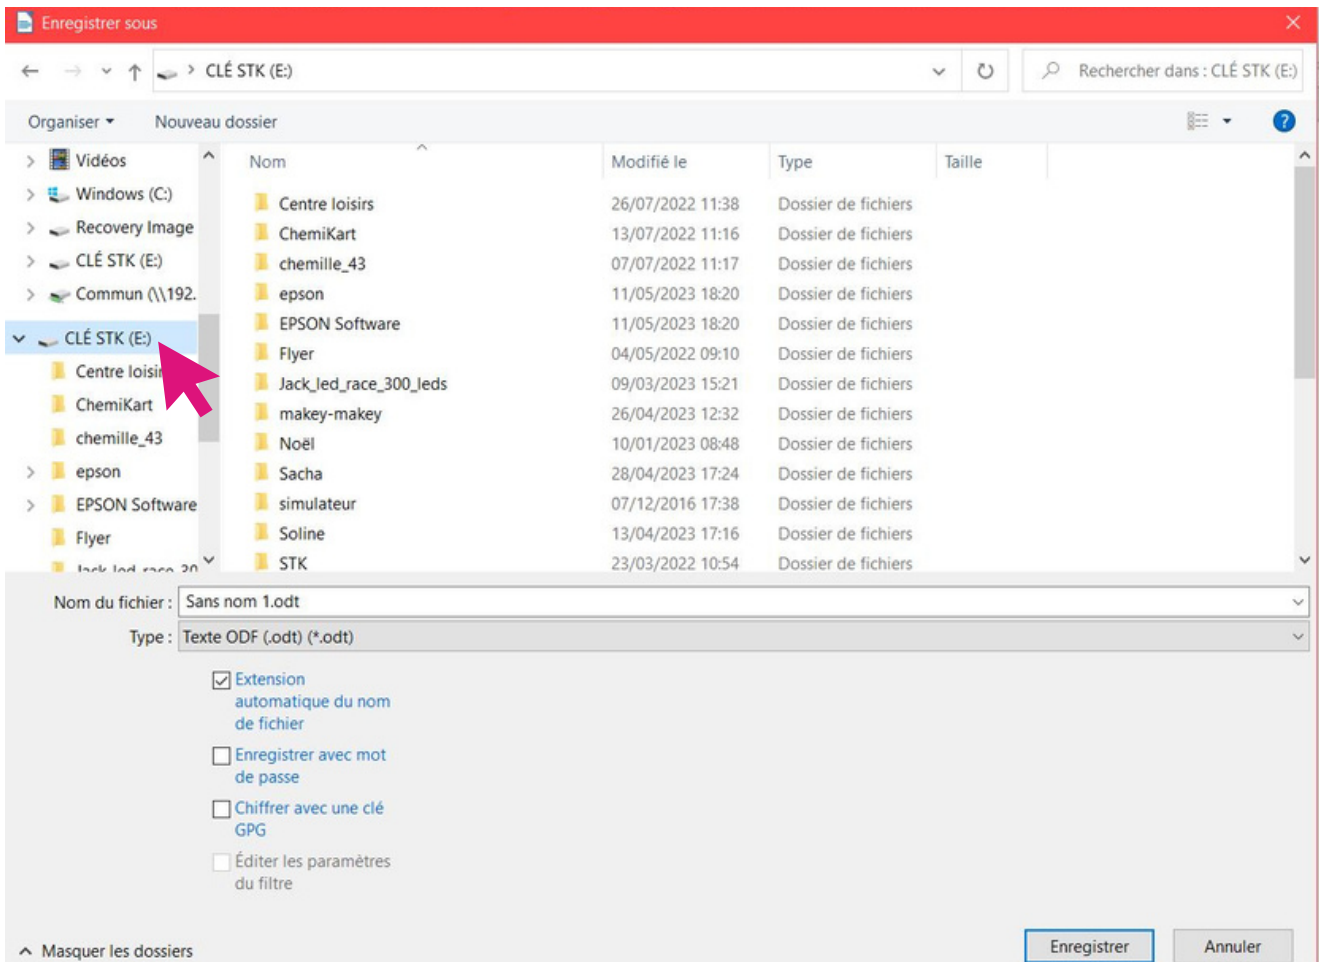 Enregistrer sous
CLÉ STK (E:)
Rechercher dans : CLÉ STK (E:)
Organiser
Nouveau dossier
?
Vidéos
Windows (C:)
Recovery Image
CLÉ STK (E:)
Commun (\\192.
CLÉ STK (E:)
Centre loisir
ChemiKart
chemille_43
epson
EPSON Software
Flyer
Jack_led_race_30
Nom Modifié le Type Taille
Centre loisirs 26/07/2022 11:38 Dossier de fichiers
ChemiKart 13/07/2022 11:16 Dossier de fichiers
chemille_43 07/07/2022 11:17 Dossier de fichiers
epson 11/05/2023 18:20 Dossier de fichiers
EPSON Software 11/05/2023 18:20 Dossier de fichiers
Flyer 04/05/2022 09:10 Dossier de fichiers
Jack_led_race_300_leds 09/03/2023 15:21 Dossier de fichiers
makey-makey 26/04/2023 12:32 Dossier de fichiers
Noël 10/01/2023 08:48 Dossier de fichiers
Sacha 28/04/2023 17:24 Dossier de fichiers
simulateur 07/12/2016 17:38 Dossier de fichiers
Soline 13/04/2023 17:16 Dossier de fichiers
STK 23/03/2022 10:54 Dossier de fichiers
Nom du fichier : Sans nom 1.odt
Type : Texte ODF (.odt) (*.odt)
Extension
automatique du nom
de fichier
Enregistrer avec mot
de passe
Chiffrer avec une clé
GPG
Éditer les paramètres
du filtre
Masquer les dossiers
Enregistrer
Annuler